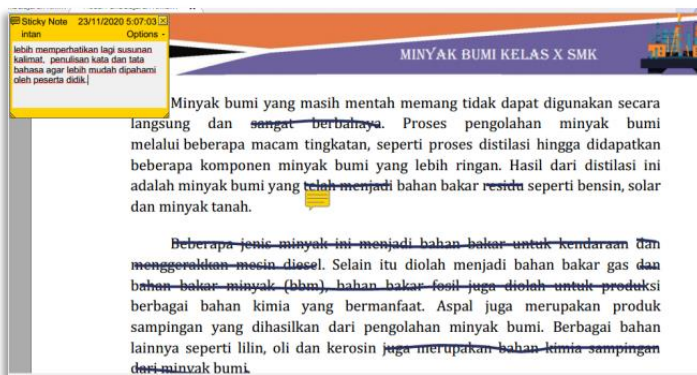 Sticky Note 23/11/2020 5:07:03
intan Options
lebih memperhatikan lagi susunan
kalimat, penulisan kata dan tata
bahasa agar lebih mudah dipahami
oleh peserta didik.
MINYAK BUMI KELAS X SMK
Minyak bumi yang masih mentah memang tidak dapat digunakan secara
langsung dan sangat berbahaya. Proses pengolahan minyak bumi
melalui beberapa macam tingkatan, seperti proses distilasi hingga didapatkan
beberapa komponen minyak bumi yang lebih ringan. Hasil dari distilasi ini
adalah minyak bumi yang telah menjadi bahan bakar residu seperti bensin, solar
dan minyak tanah.
Beberapa jenis minyak ini menjadi bahan bakar untuk kendaraan dan
menggerakkan mesin diesel. Selain itu diolah menjadi bahan bakar gas dan
bahan bakar minyak (bbm), bahan bakar fosil juga diolah untuk produksi
berbagai bahan kimia yang bermanfaat. Aspal juga merupakan produk
sampingan yang dihasilkan dari pengolahan minyak bumi. Berbagai bahan
lainnya seperti lilin, oli dan kerosin juga merupakan bahan kimia sampingan
dari minyak bumi.